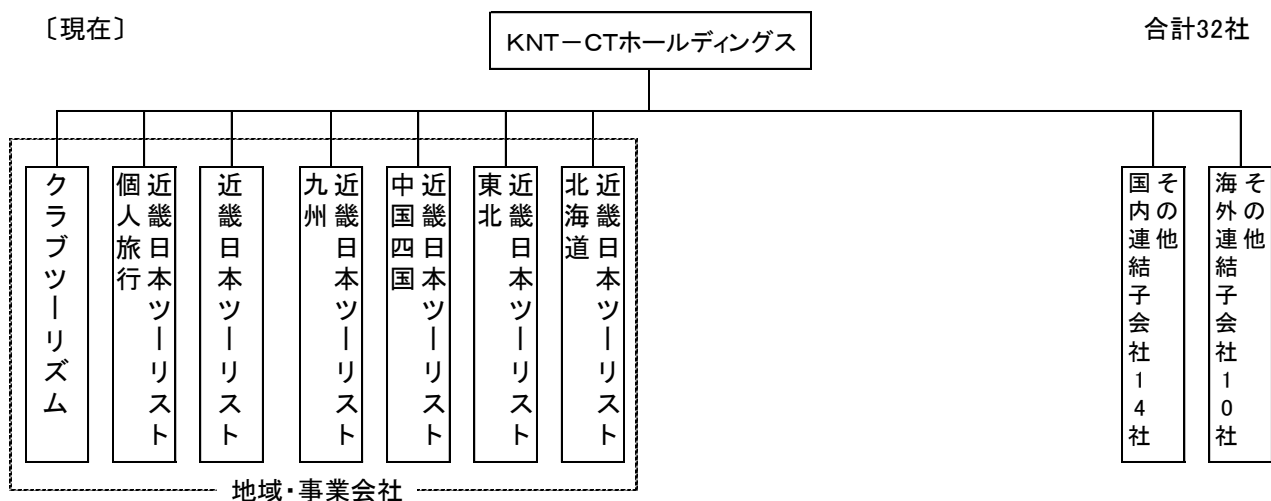 〔現在〕
KNT－CTホールディングス
合計32社
クラブツーリズム
近畿日本ツーリスト
個人旅行
近畿日本ツーリスト
近畿日本ツーリスト
九州
近畿日本ツーリスト
中国四国
近畿日本ツーリスト
東北
近畿日本ツーリスト
北海道
その他
国内連結子会社14社
その他
海外連結子会社10社
地域・事業会社